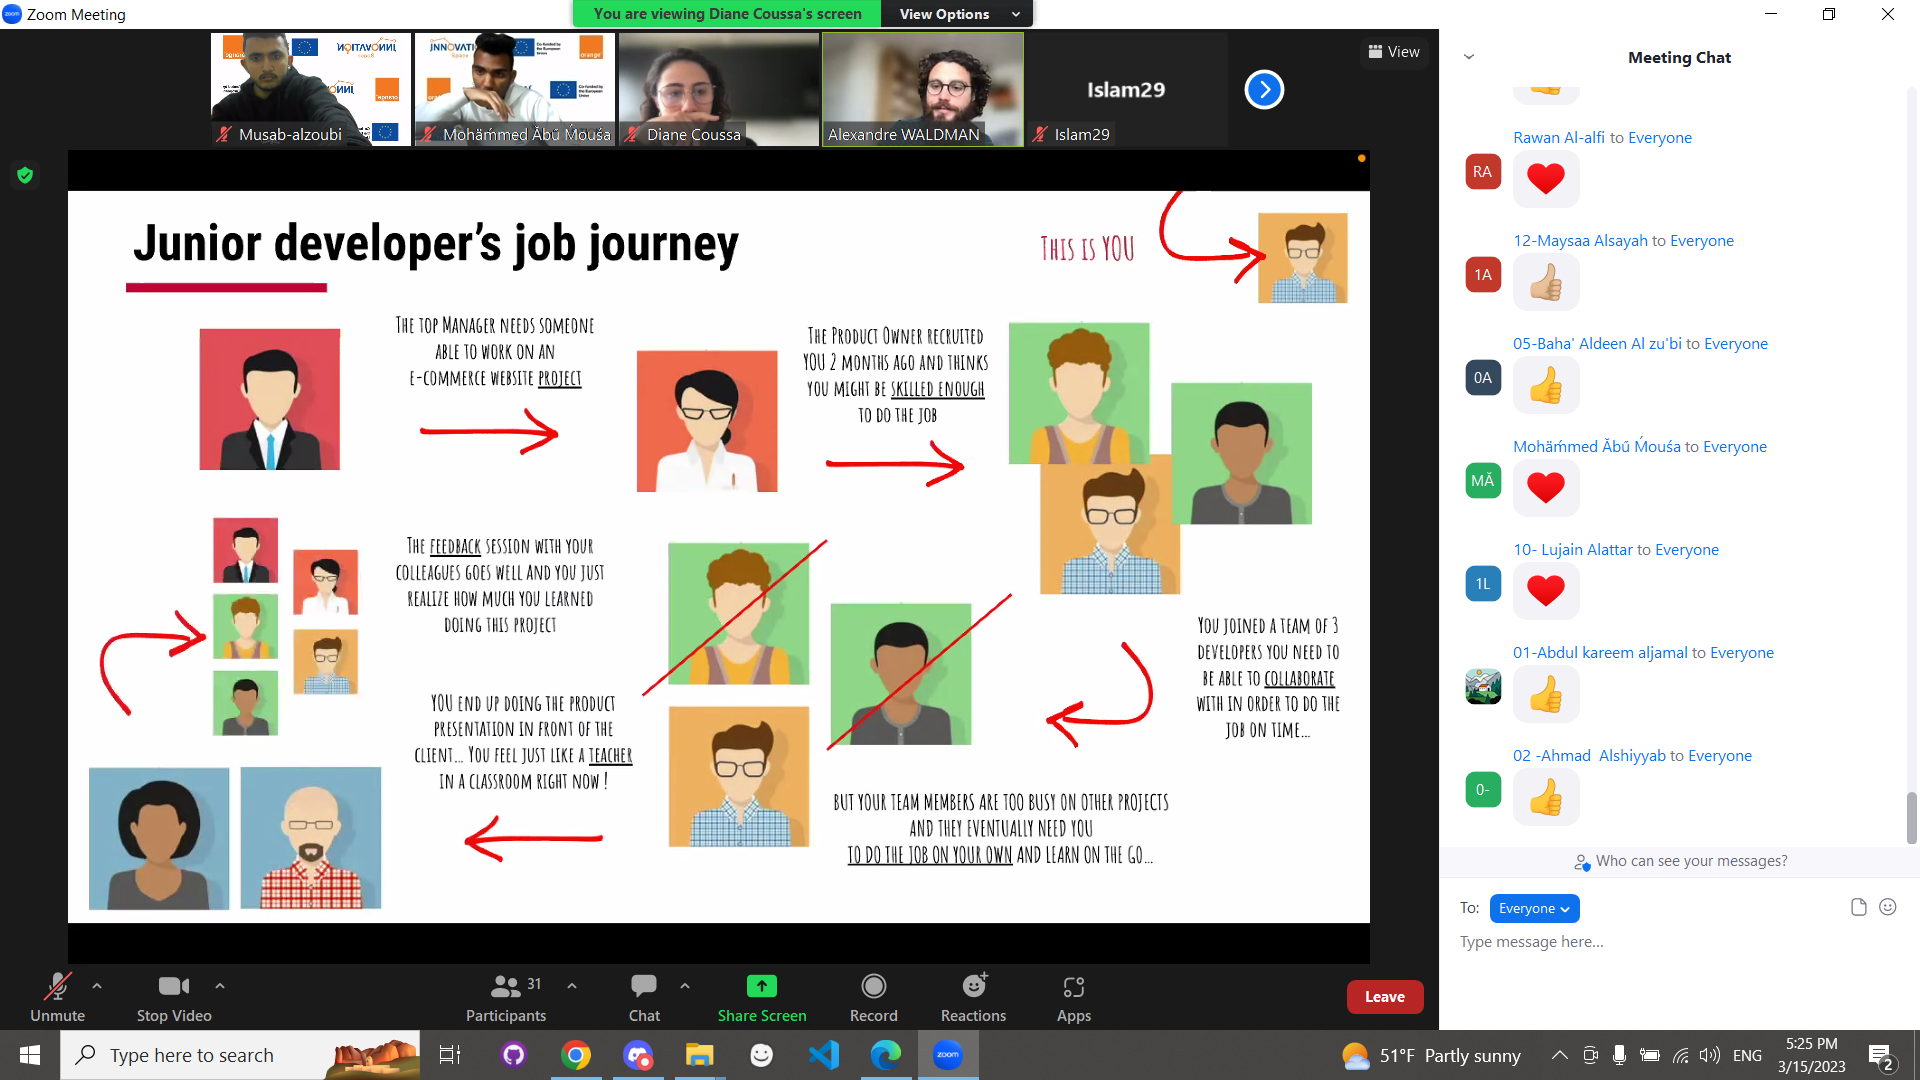 Zoom Meeting
You are viewing Diane Coussa's screen
View Options
Musab-alzoubi
Mohäḿmed Ăbű Ḿouśa
Diane Coussa
Alexandre WALDMAN
Islam29
Islam29
View
Junior developer's job journey
THIS IS YOU
THE TOP MANAGER NEEDS SOMEONE
ABLE TO WORK ON AN
E-COMMERCE WEBSITE PROJECT
THE PRODUCT OWNER RECRUITED
YOU 2 MONTHS AGO AND THINKS
YOU MIGHT BE SKILLED ENOUGH
TO DO THE JOB
YOU JOINED A TEAM OF 3
DEVELOPERS YOU NEED TO
BE ABLE TO COLLABORATE
WITH IN ORDER TO DO THE
JOB ON TIME...
BUT YOUR TEAM MEMBERS ARE TOO BUSY ON OTHER PROJECTS
AND THEY EVENTUALLY NEED YOU
TO DO THE JOB ON YOUR OWN AND LEARN ON THE GO...
YOU END UP DOING THE PRODUCT
PRESENTATION IN FRONT OF THE
CLIENT... YOU FEEL JUST LIKE A TEACHER
IN A CLASSROOM RIGHT NOW !
THE FEEDBACK SESSION WITH YOUR
COLLEAGUES GOES WELL AND YOU JUST
REALIZE HOW MUCH YOU LEARNED
DOING THIS PROJECT
Unmute
Stop Video
Participants
31
Chat
Share Screen
Record
Reactions
Apps
Leave
Meeting Chat
Rawan Al-alfi to Everyone
RA
12-Maysaa Alsayah to Everyone
1A
05-Baha' Aldeen Al zu'bi to Everyone
0A
Mohäḿmed Ăbű Ḿouśa to Everyone
MĂ
10- Lujain Alattar to Everyone
1L
01-Abdul kareem aljamal to Everyone
02 -Ahmad  Alshiyyab to Everyone
0-
Who can see your messages?
To:
Everyone
Type message here...
Type here to search
zoom
51°F Partly sunny
ENG
5:25 PM
3/15/2023
2